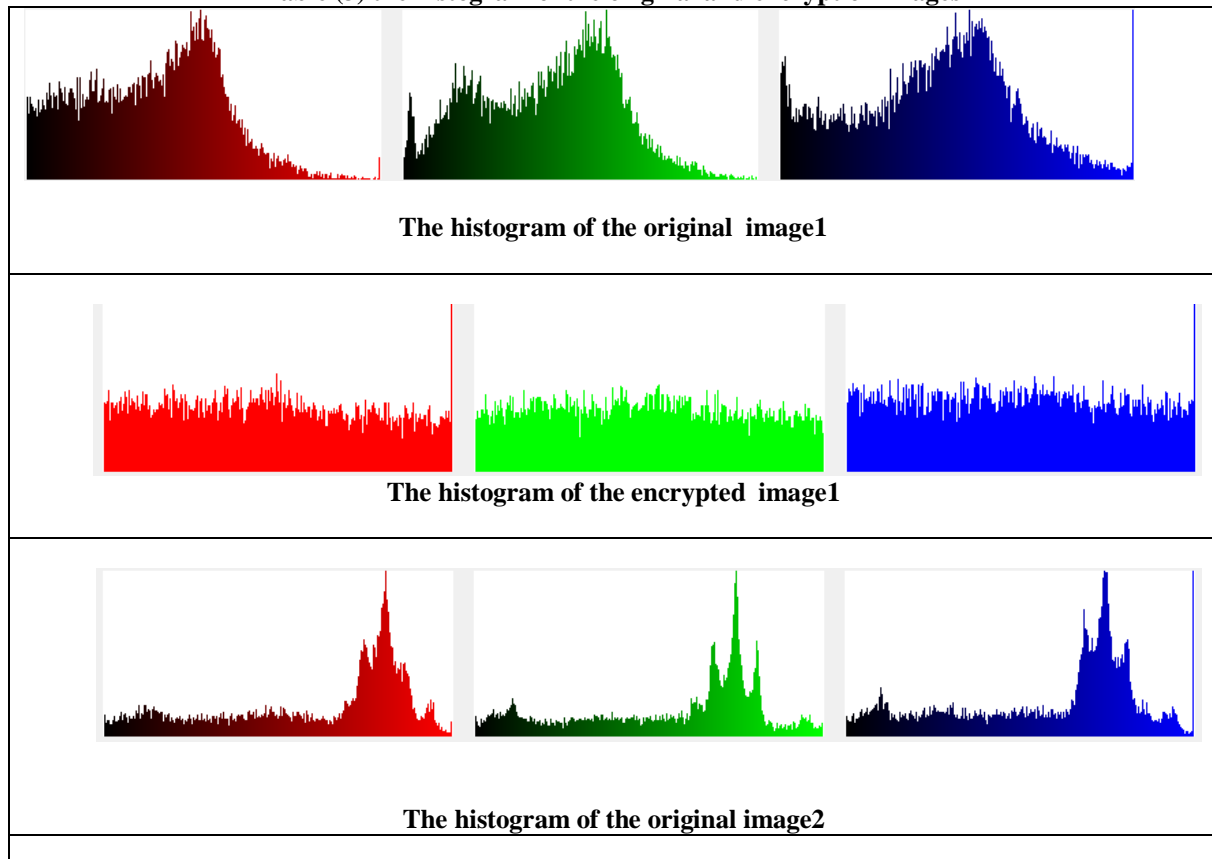 The histogram of the original image1
The histogram of the encrypted image1
The histogram of the original image2